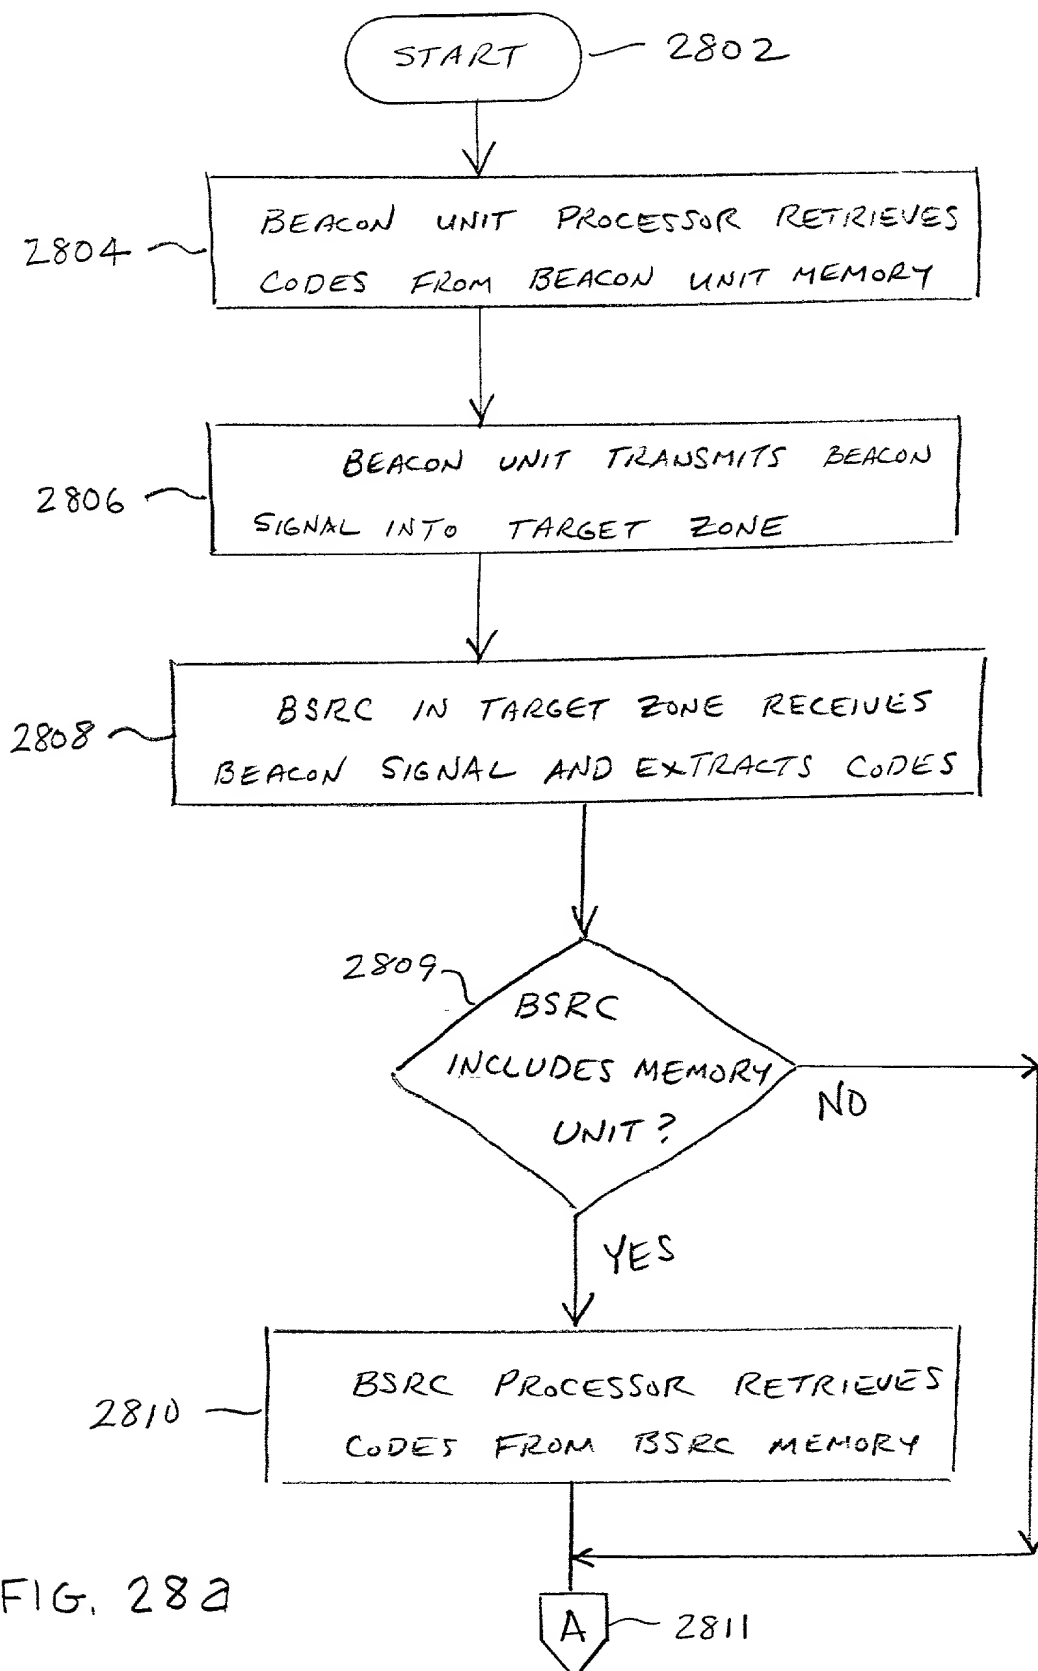 START
2802
2804
BEACON UNIT PROCESSOR RETRIEVES
CODES FROM BEACON UNIT MEMORY
2806
BEACON UNIT TRANSMITS BEACON
SIGNAL INTO TARGET ZONE
2808
BSRC IN TARGET ZONE RECEIVES
BEACON SIGNAL AND EXTRACTS CODES
2809
BSRC
INCLUDES MEMORY
UNIT?
NO
YES
2810
BSRC PROCESSOR RETRIEVES
CODES FROM BSRC MEMORY
FIG. 28a
A
2811